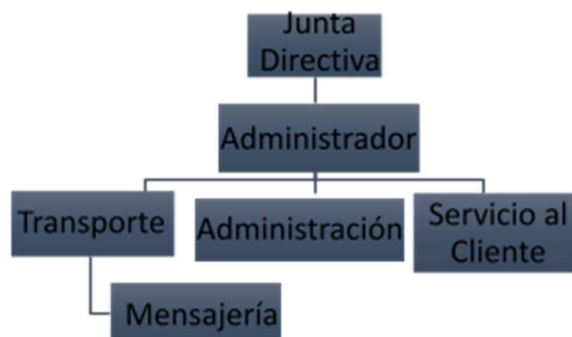 Junta
Directiva
Administrador
Transporte
Administración
Servicio al
Cliente
Mensajería